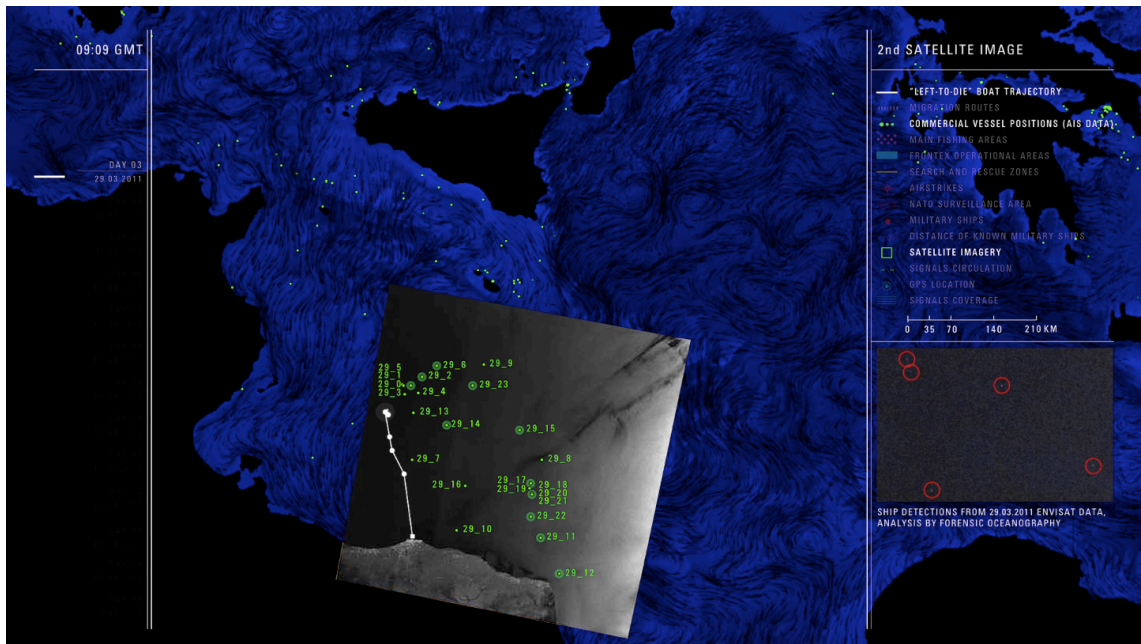 09:09 GMT
DAY 03
29 03.2011
2nd SATELLITE IMAGE
"LEFT-TO-DIE" BOAT TRAJECTORY
MIGRATION ROUTES
COMMERCIAL VESSEL POSITIONS (AIS DATA)
MAIN FISHING AREAS
FRONTEX OPERATIONAL AREAS
SEARCH AND RESCUE ZONES
AIRSTRIKES
NATO SURVEILLANCE AREA
MILITARY SHIPS
DISTANCE OF KNOWN MILITARY SHIPS
SATELLITE IMAGERY
SIGNALS CIRCULATION
GPS LOCATION
SIGNALS COVERAGE
0 35 70 140 210 KM
29_5
29_6
29_9
29_1
29_2
29_0
29_23
29_3
29_4
29_13
29_14
29_15
29_7
29_8
29_16
29_17
29_18
29_19
29_20
29_21
29_22
29_10
29_11
29_12
SHIP DETECTIONS FROM 29.03.2011 ENVISAT DATA,
ANALYSIS BY FORENSIC OCEANOGRAPHY